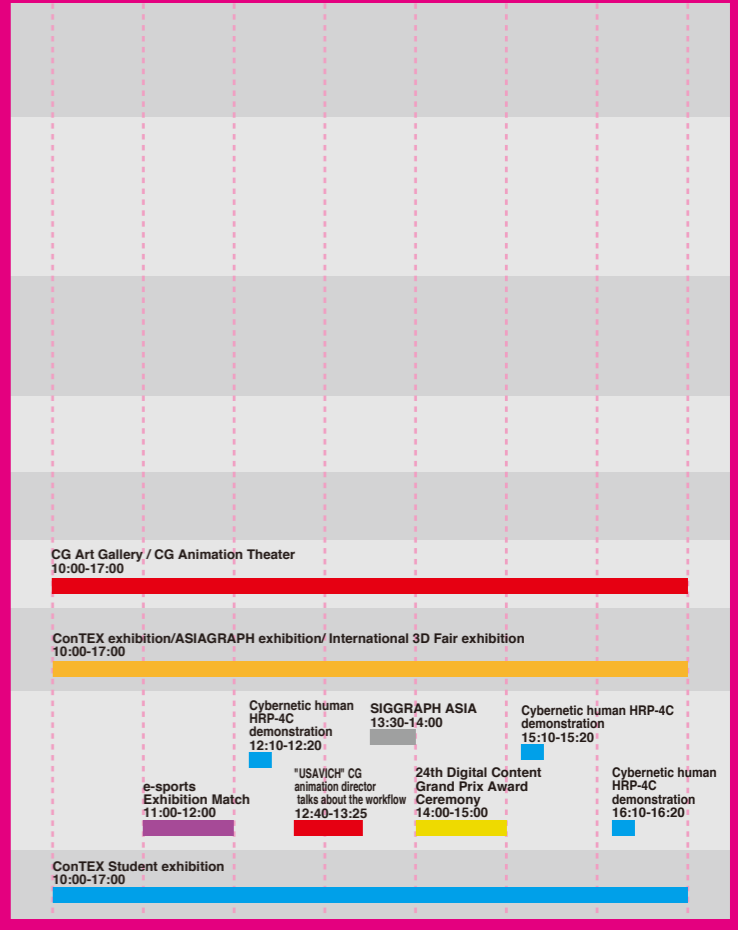 CG Art Gallery / CG Animation Theater
10:00-17:00
ConTEX exhibition/ASIAGRAPH exhibition/ International 3D Fair exhibition
10:00-17:00
Cybernetic human
HRP-4C
demonstration
12:10-12:20
SIGGRAPH ASIA
13:30-14:00
Cybernetic human HRP-4C
demonstration
15:10-15:20
e-sports
Exhibition Match
11:00-12:00
"USAVICH" CG
animation director
talks about the workflow
12:40-13:25
24th Digital Content
Grand Prix Award
Ceremony
14:00-15:00
Cybernetic human
HRP-4C
demonstration
16:10-16:20
ConTEX Student exhibition
10:00-17:00